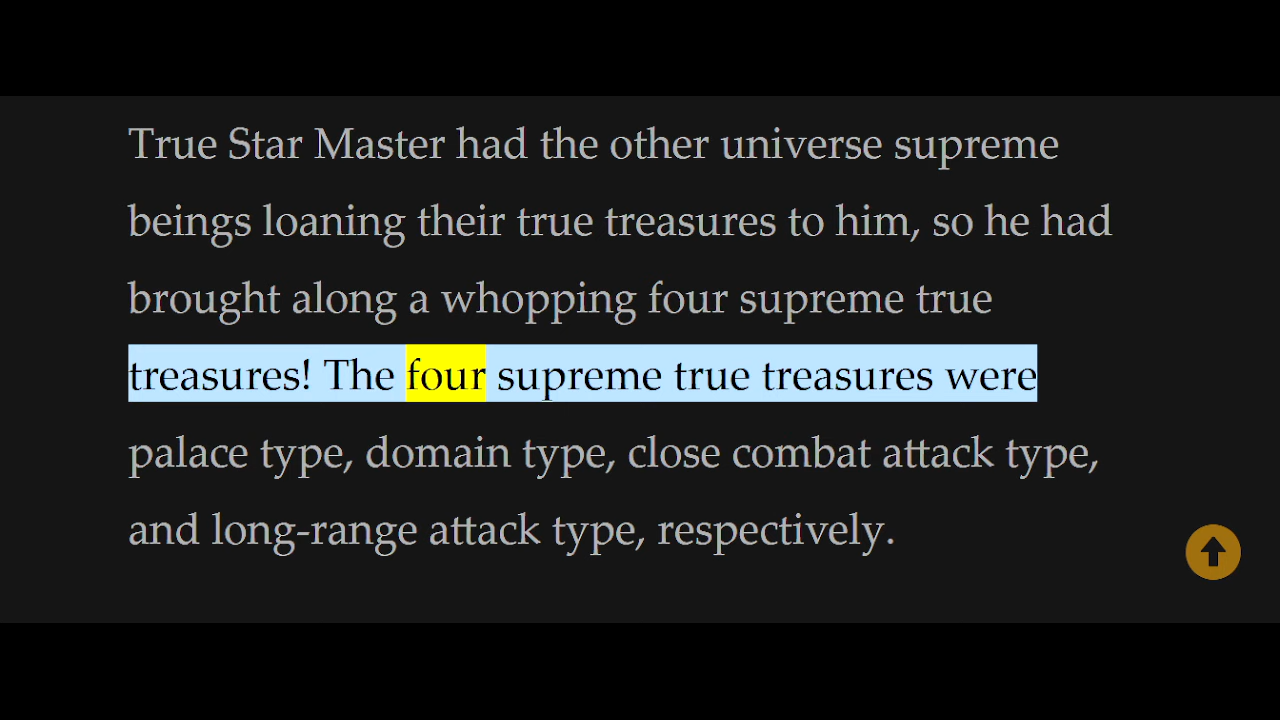 True Star Master had the other universe supreme
beings loaning their true treasures to him, so he had
brought along a whopping four supreme true
treasures! The four supreme true treasures were
palace type, domain type, close combat attack type,
and long-range attack type, respectively.